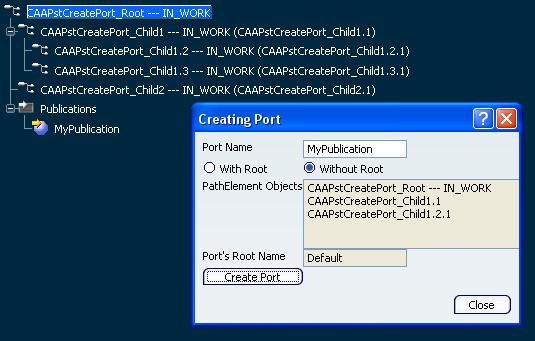 CAAPstCreatePort_Root --- IN_WORK
CAAPstCreatePort_Child1 --- IN_WORK (CAAPstCreatePort_Child1.1)
CAAPstCreatePort_Child1.2 --- IN_WORK (CAAPstCreatePort_Child1.2.1)
CAAPstCreatePort_Child1.3 --- IN_WORK (CAAPstCreatePort_Child1.3.1)
CAAPstCreatePort_Child2 --- IN_WORK (CAAPstCreatePort_Child2.1)
Publications
MyPublication
Creating Port
Port Name MyPublication
With Root Without Root
PathElement Objects CAAPstCreatePort_Root --- IN_WORK
CAAPstCreatePort_Child1.1
CAAPstCreatePort_Child1.2.1
Port's Root Name Default
Create Port
Close